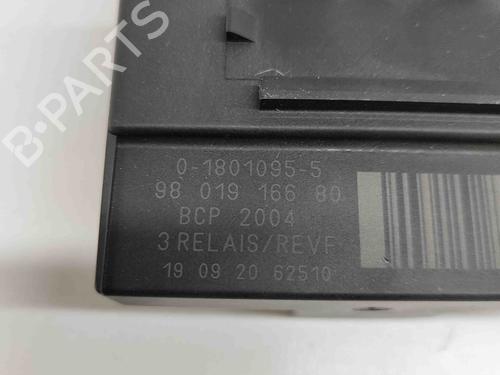 B-PARTS
0-1801095-5
98 019 166 80
BCP 2004
3 RELAIS/REVF
19 09 20 62510